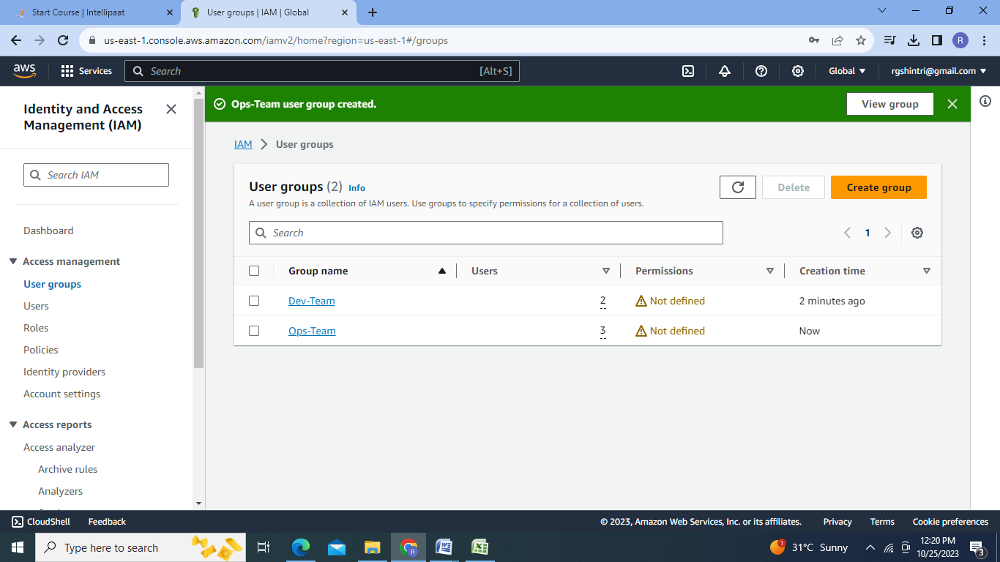 Start Course | Intellipaat
User groups | IAM | Global
us-east-1.console.aws.amazon.com/iamv2/home?region=us-east-1#/groups
R
aws
Services
Search
[Alt+S]
Global
rgshintri@gmail.com
Identity and Access
Management (IAM)
Search IAM
Dashboard
Access management
User groups
Users
Roles
Policies
Identity providers
Account settings
Access reports
Access analyzer
Archive rules
Analyzers
Ops-Team user group created.
View group
IAM
User groups
User groups (2) Info
A user group is a collection of IAM users. Use groups to specify permissions for a collection of users.
Delete
Create group
Search
1
Group name Users Permissions Creation time
Dev-Team 2 Not defined 2 minutes ago
Ops-Team 3 Not defined Now
CloudShell Feedback
© 2023, Amazon Web Services, Inc. or its affiliates. Privacy Terms Cookie preferences
Type here to search
31°C Sunny
12:20 PM
10/25/2023
3